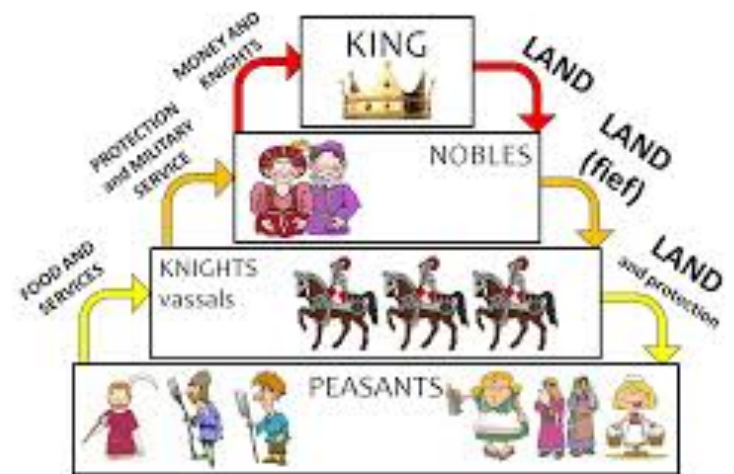 KING
MONEY AND
KNIGHTS
LAND
NOBLES
PROTECTION
and MILITARY
SERVICE
LAND
(fief)
KNIGHTS
vassals
FOOD AND
SERVICES
LAND
and protection
PEASANTS